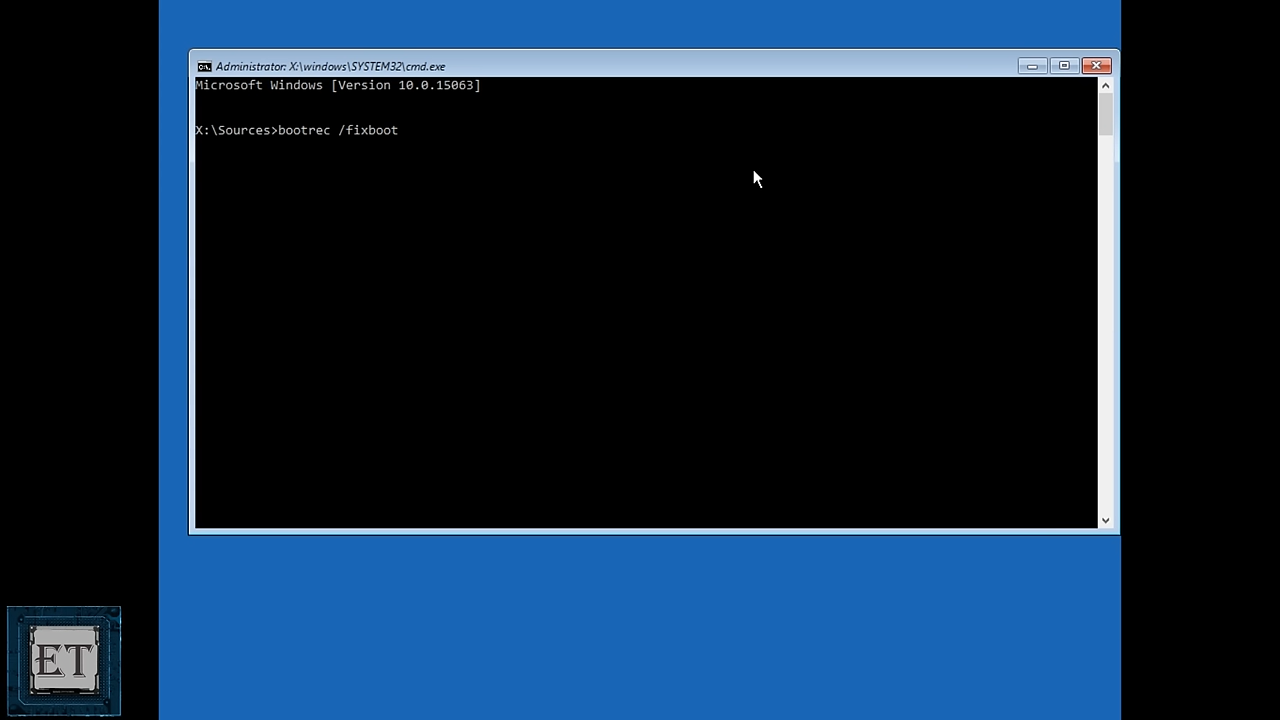 Administrator: X:\windows\SYSTEM32\cmd.exe
Microsoft Windows [Version 10.0.15063]
X:\Sources>bootrec /fixboot
ET